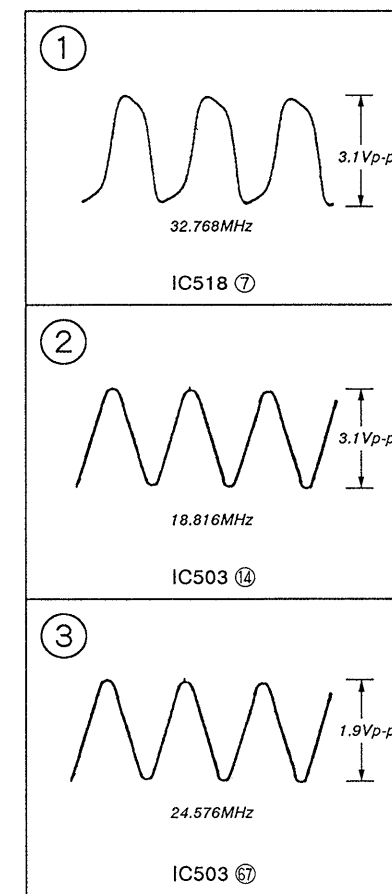 ①
3.1Vp-p
32.768MHz
IC518 ⑦
②
3.1Vp-p
18.816MHz
IC503 ⑭
③
1.9Vp-p
24.576MHz
IC503 67